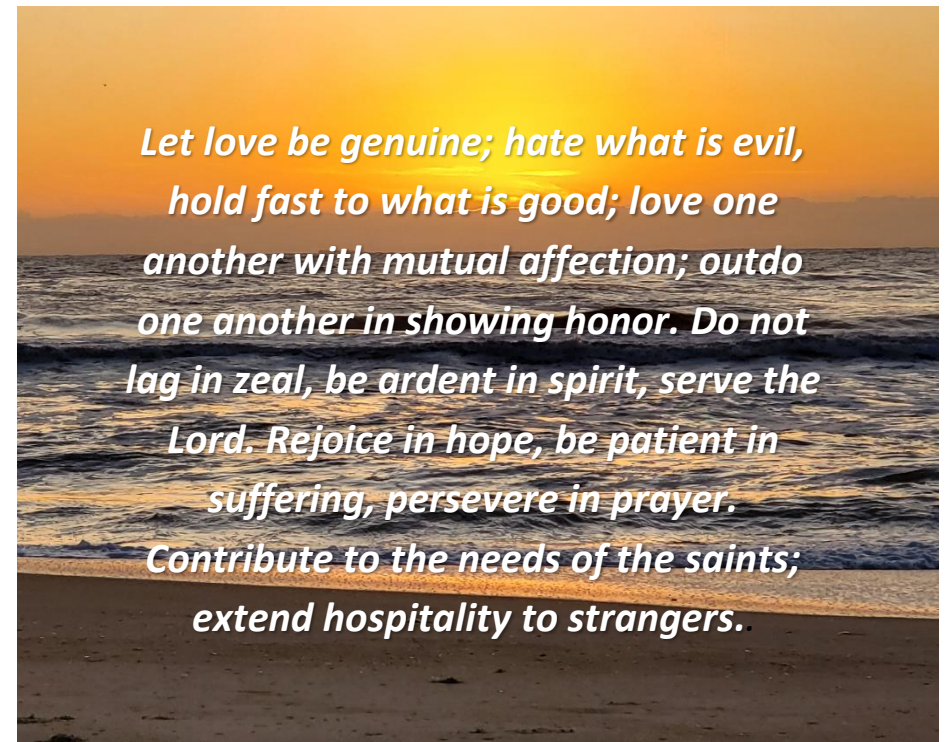 Let love be genuine; hate what is evil,
hold fast to what is good; love one
another with mutual affection; outdo
one another in showing honor. Do not
lag in zeal, be ardent in spirit, serve the
Lord. Rejoice in hope, be patient in
suffering, persevere in prayer.
Contribute to the needs of the saints;
extend hospitality to strangers..